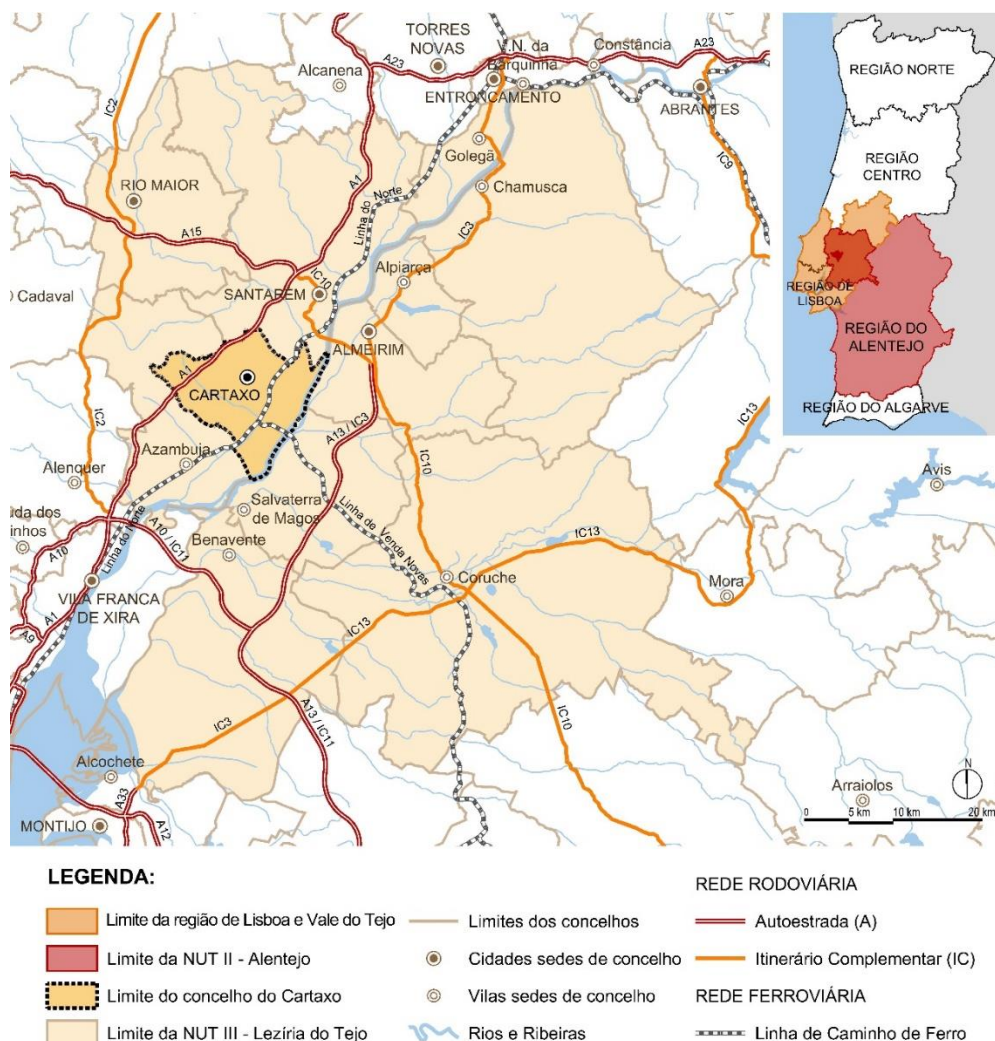 TORRES
NOVAS
V.N. da
Barquinha
Constância
A23
A23
Alcanena
ENTRONCAMENTO
ABRANTES
IC2
Golegã
RIO MAIOR
A1
Linha do Norte
Chamusca
IC9
A15
IC3
IC10
Alpiarça
SANTARÉM
Cadaval
ALMEIRIM
A1
CARTAXO
IC2
A13 / IC3
IC10
IC13
Azambuja
Alenquer
Avis
Salvaterra
de Magos
Linha de Venda Novas
A10
A10 / IC11
Linha do Norte
Benavente
IC13
Coruche
Mora
VILA FRANCA
DE XIRA
A1
A9
IC13
IC3
A13 / IC11
IC10
Alcochete
A33
MONTIJO
A12
Arraiolos
N
0 5 km 10 km 20 km
REGIÃO NORTE
REGIÃO
CENTRO
REGIÃO DE
LISBOA
REGIÃO DO
ALENTEJO
REGIÃO DO ALGARVE
LEGENDA:
Limite da região de Lisboa e Vale do Tejo
Limite da NUT II - Alentejo
Limite do concelho do Cartaxo
Limite da NUT III - Lezíria do Tejo
Limites dos concelhos
Cidades sedes de concelho
Vilas sedes de concelho
Rios e Ribeiras
REDE RODOVIÁRIA
Autoestrada (A)
Itinerário Complementar (IC)
REDE FERROVIÁRIA
Linha de Caminho de Ferro